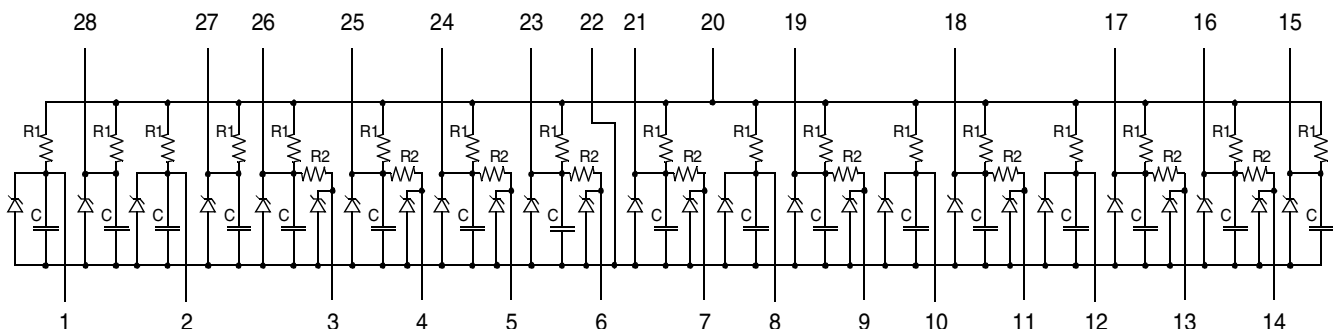 28 27 26 25 24 23 22 21 20 19 18 17 16 15
R1 R1 R1 R1 R1 R1 R1 R1 R1 R1 R1 R1 R1 R1 R1 R1 R1
R2 R2 R2 R2 R2 R2 R2 R2 R2
C C C C C C C C C C C C C C C C C
1 2 3 4 5 6 7 8 9 10 11 12 13 14